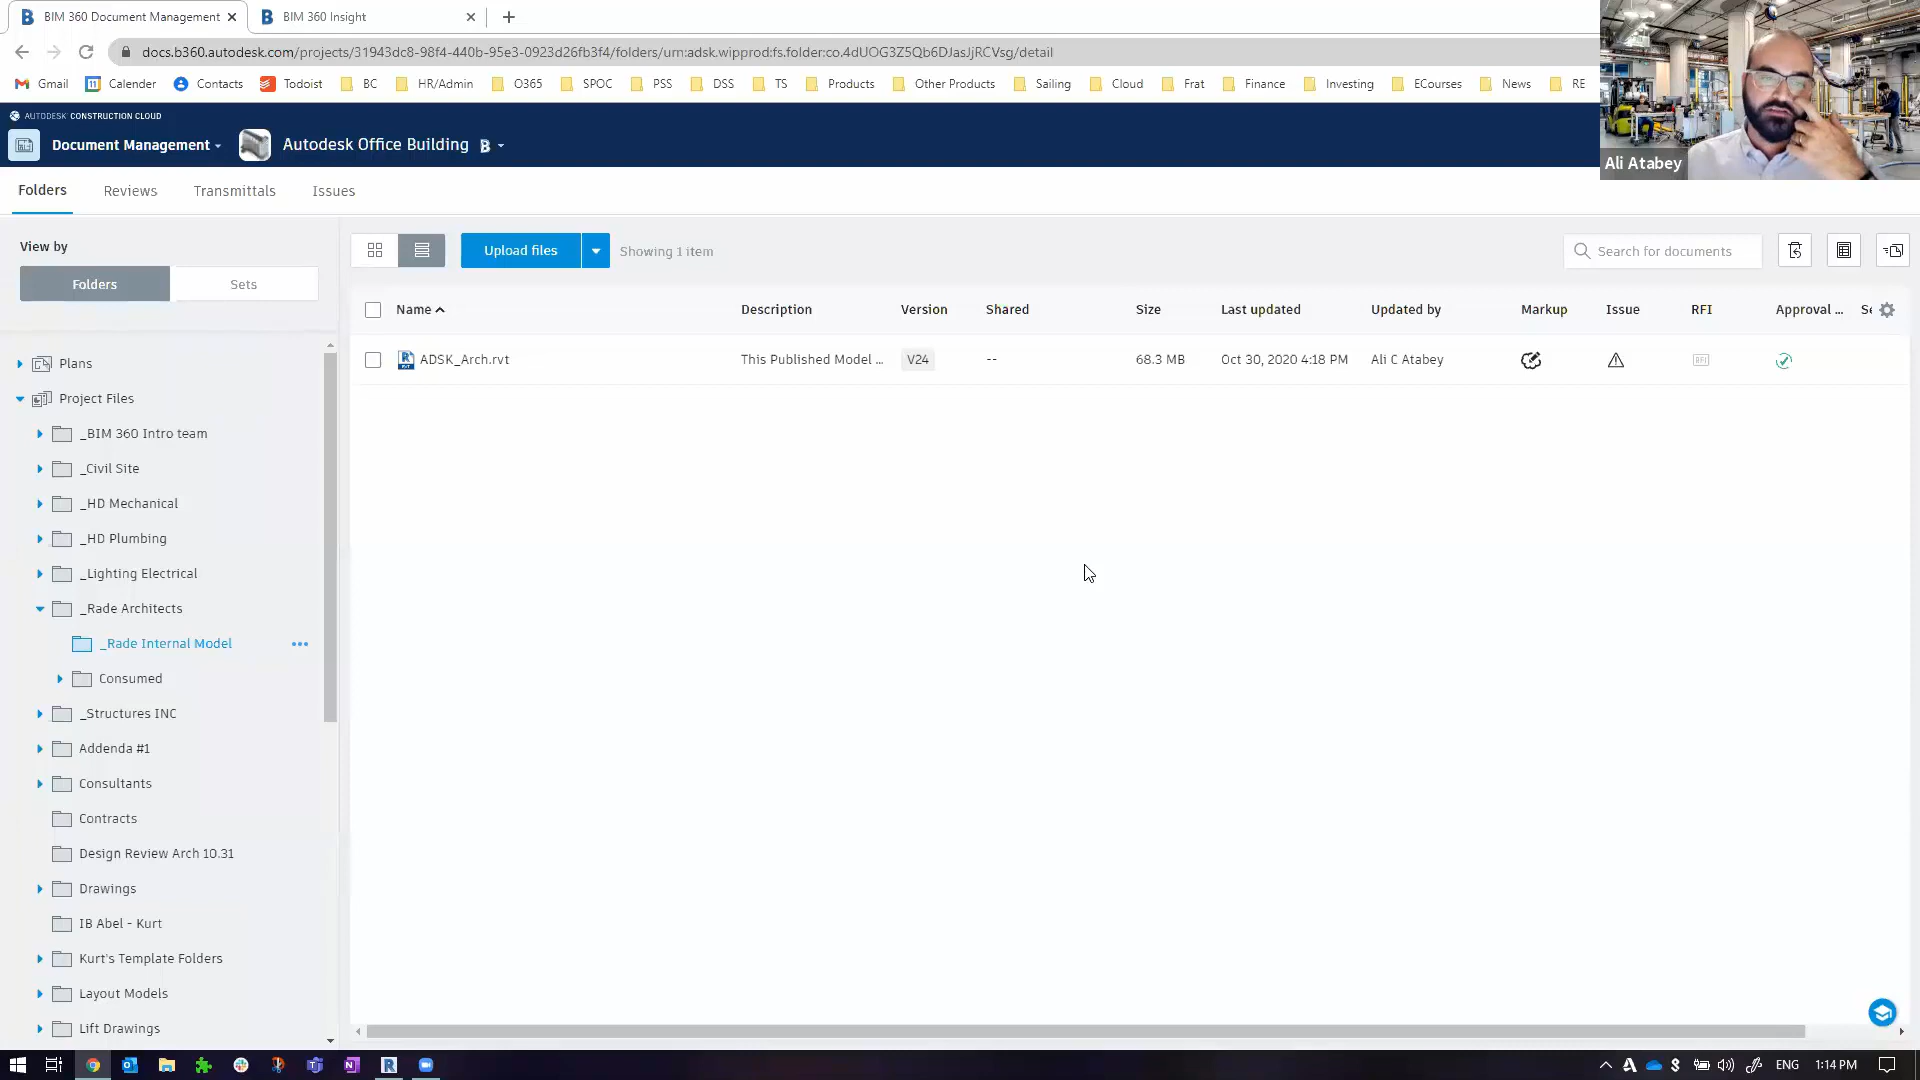 BIM 360 Document Management
BIM 360 Insight
docs.b360.autodesk.com/projects/31943dc8-98f4-440b-95e3-0923d26fb3f4/folders/urn:adsk.wipprod:fs.folder:co.4dUOG3Z5Qb6DJasJjRCVsg/detail
Gmail Calender Contacts Todoist BC HR/Admin O365 SPOC PSS DSS TS Products Other Products Sailing Cloud Frat Finance Investing ECourses News RE
AUTODESK CONSTRUCTION CLOUD
Document Management Autodesk Office Building B
Ali Atabey
Folders Reviews Transmittals Issues
View by
Folders Sets
Upload files Showing 1 item Search for documents
Name Description Version Shared Size Last updated Updated by Markup Issue RFI Approval ... Se
ADSK_Arch.rvt This Published Model ... V24 -- 68.3 MB Oct 30, 2020 4:18 PM Ali C Atabey RFI
Plans
Project Files
_BIM 360 Intro team
_Civil Site
_HD Mechanical
_HD Plumbing
_Lighting Electrical
_Rade Architects
_Rade Internal Model
Consumed
_Structures INC
Addenda #1
Consultants
Contracts
Design Review Arch 10.31
Drawings
IB Abel - Kurt
Kurt's Template Folders
Layout Models
Lift Drawings
ENG 1:14 PM